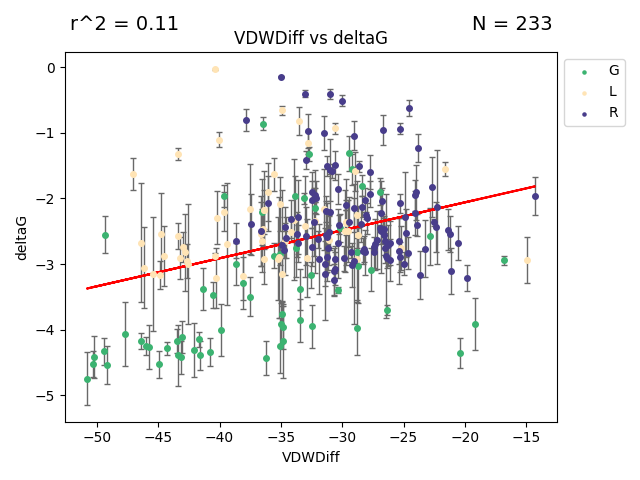 r^2 = 0.11 N = 233
VDWDiff vs deltaG
G
L
R
deltaG
0
−1
−2
−3
−4
−5
−50 −45 −40 −35 −30 −25 −20 −15
VDWDiff